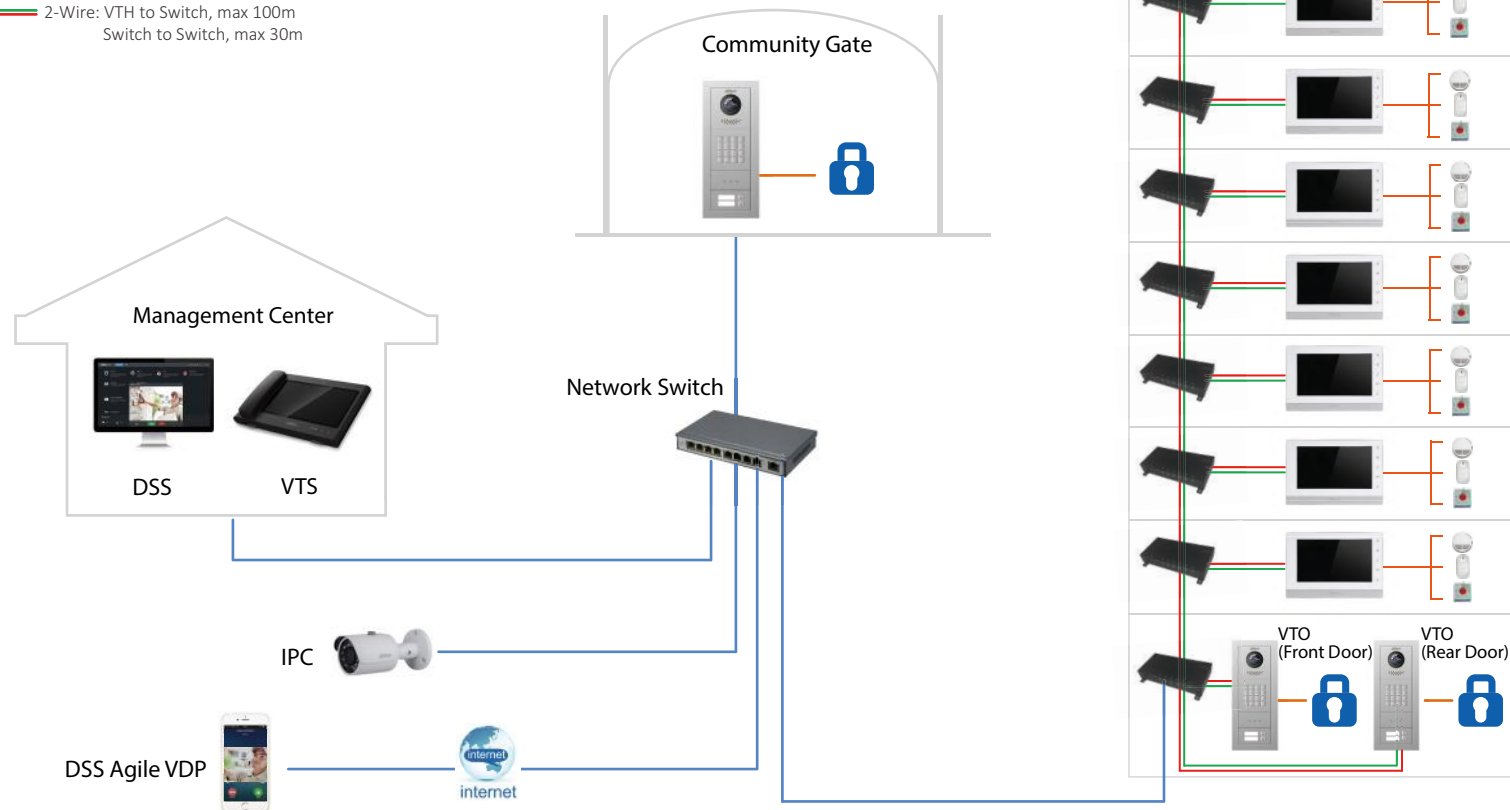 2-Wire: VTH to Switch, max 100m
Switch to Switch, max 30m
Community Gate
Management Center
DSS
VTS
Network Switch
IPC
DSS Agile VDP
internet
internet
VTO
(Front Door)
VTO
(Rear Door)